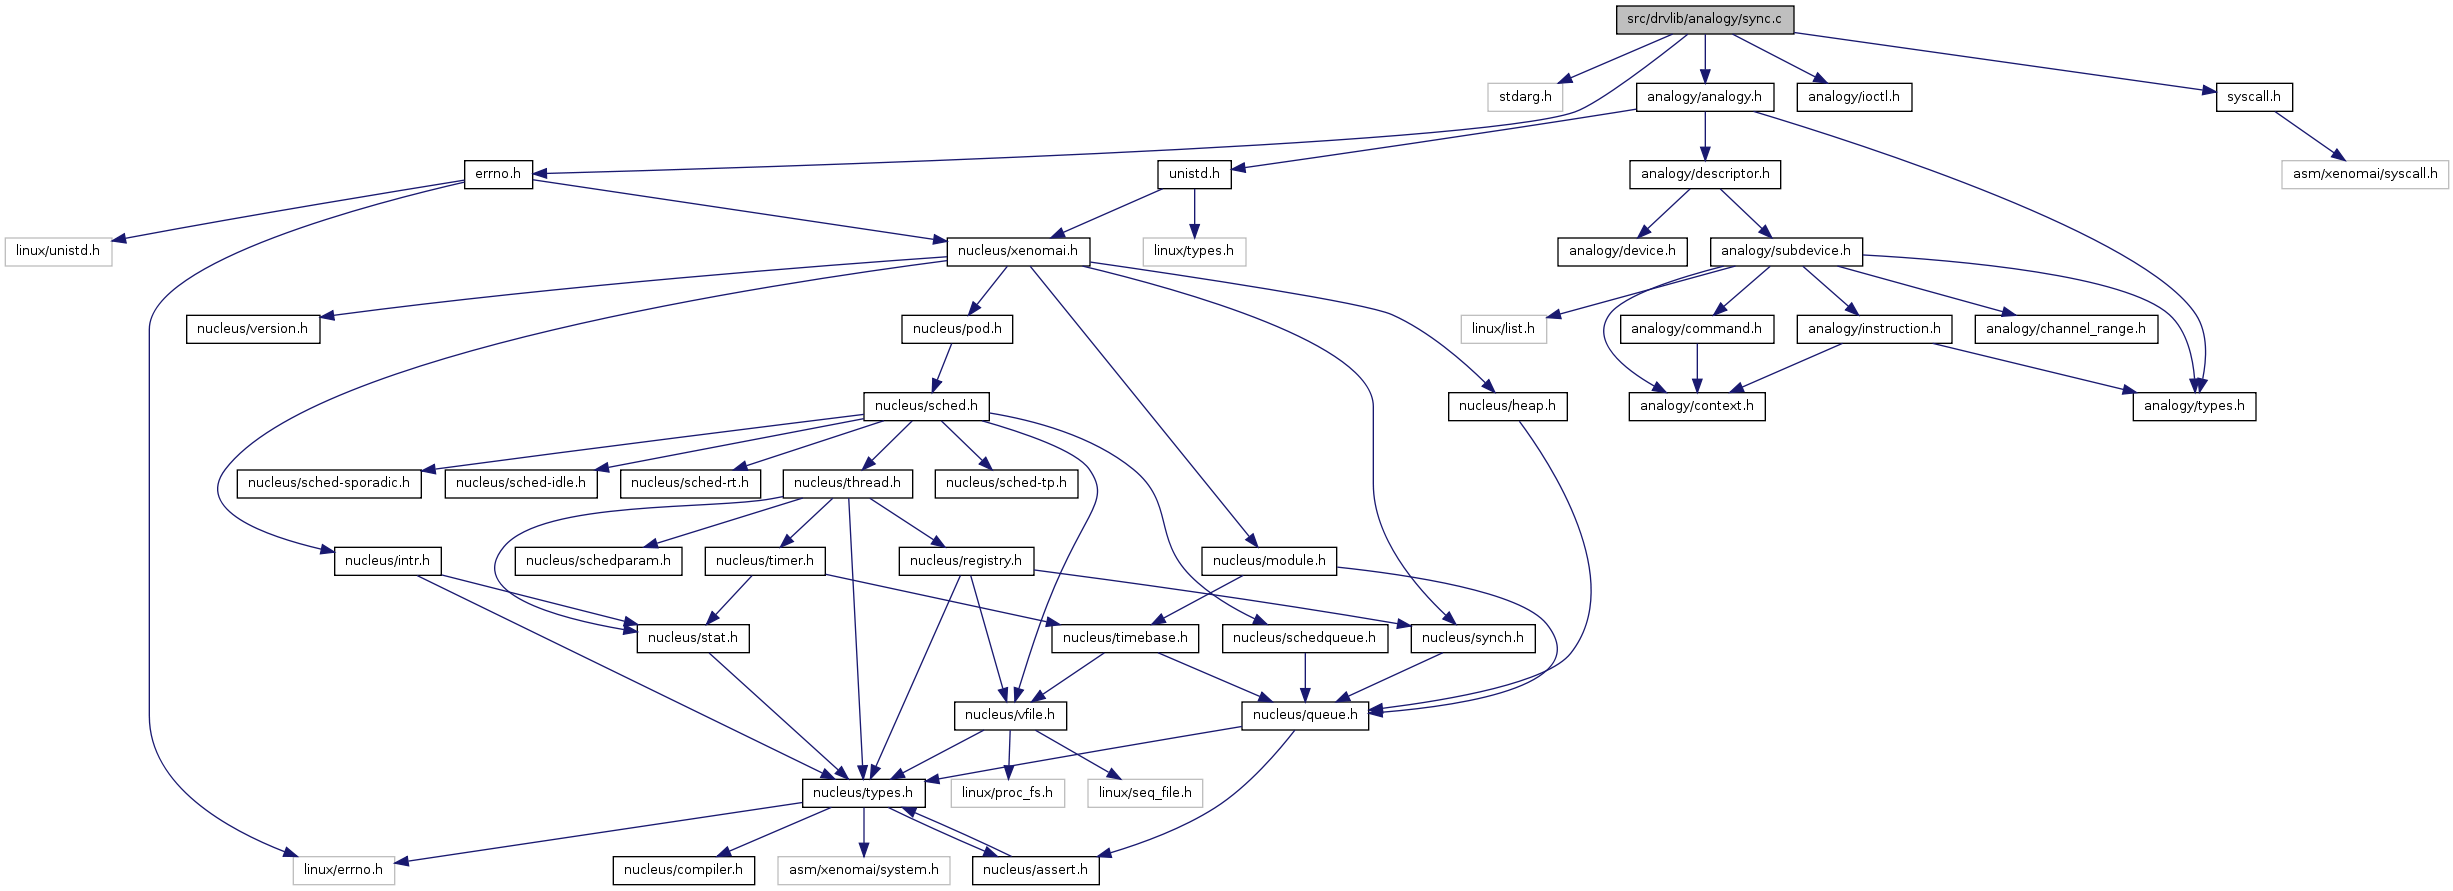 src/drvlib/analogy/sync.c
stdarg.h
analogy/analogy.h
analogy/ioctl.h
syscall.h
errno.h
unistd.h
analogy/descriptor.h
asm/xenomai/syscall.h
linux/unistd.h
nucleus/xenomai.h
linux/types.h
analogy/device.h
analogy/subdevice.h
nucleus/version.h
nucleus/pod.h
linux/list.h
analogy/command.h
analogy/instruction.h
analogy/channel_range.h
nucleus/sched.h
nucleus/heap.h
analogy/context.h
analogy/types.h
nucleus/sched-sporadic.h
nucleus/sched-idle.h
nucleus/sched-rt.h
nucleus/thread.h
nucleus/sched-tp.h
nucleus/intr.h
nucleus/schedparam.h
nucleus/timer.h
nucleus/registry.h
nucleus/module.h
nucleus/stat.h
nucleus/timebase.h
nucleus/schedqueue.h
nucleus/synch.h
nucleus/vfile.h
nucleus/queue.h
nucleus/types.h
linux/proc_fs.h
linux/seq_file.h
linux/errno.h
nucleus/compiler.h
asm/xenomai/system.h
nucleus/assert.h